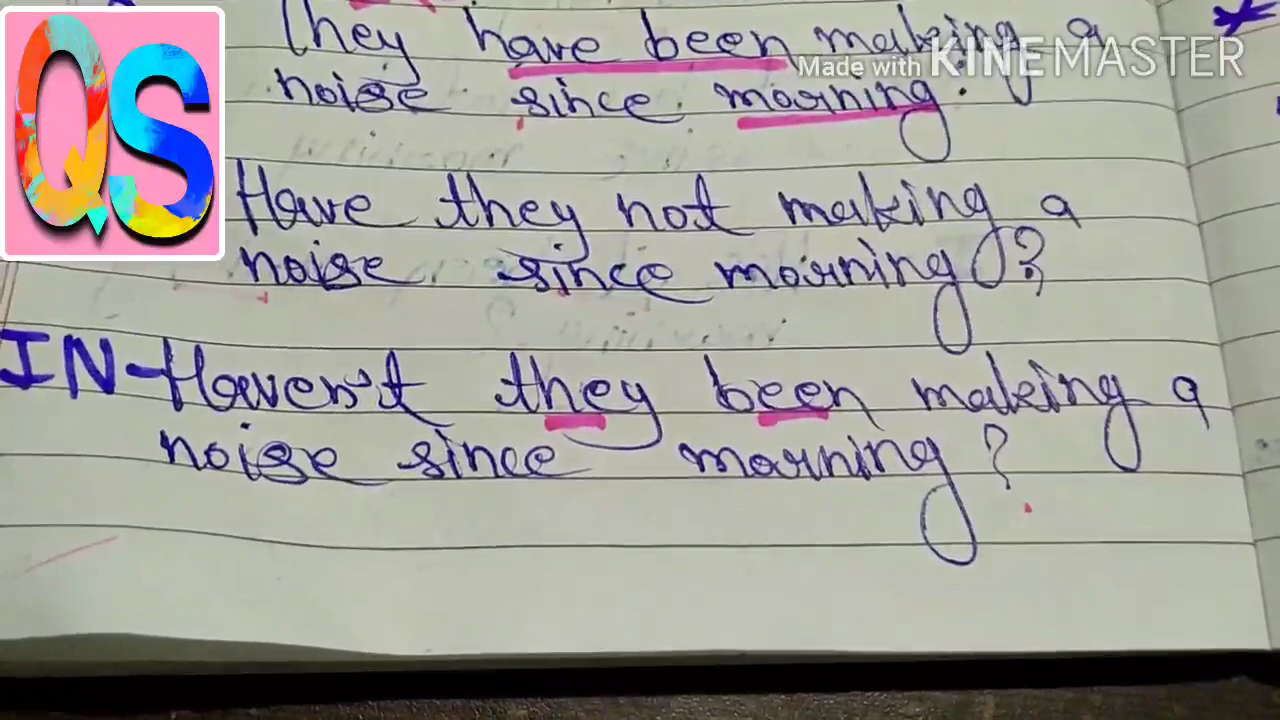 They have been making a
noise since morning.
Have they not making a
noise since morning?
IN-Haven't they been making a
noise since morning?
QS
Made with KINEMASTER